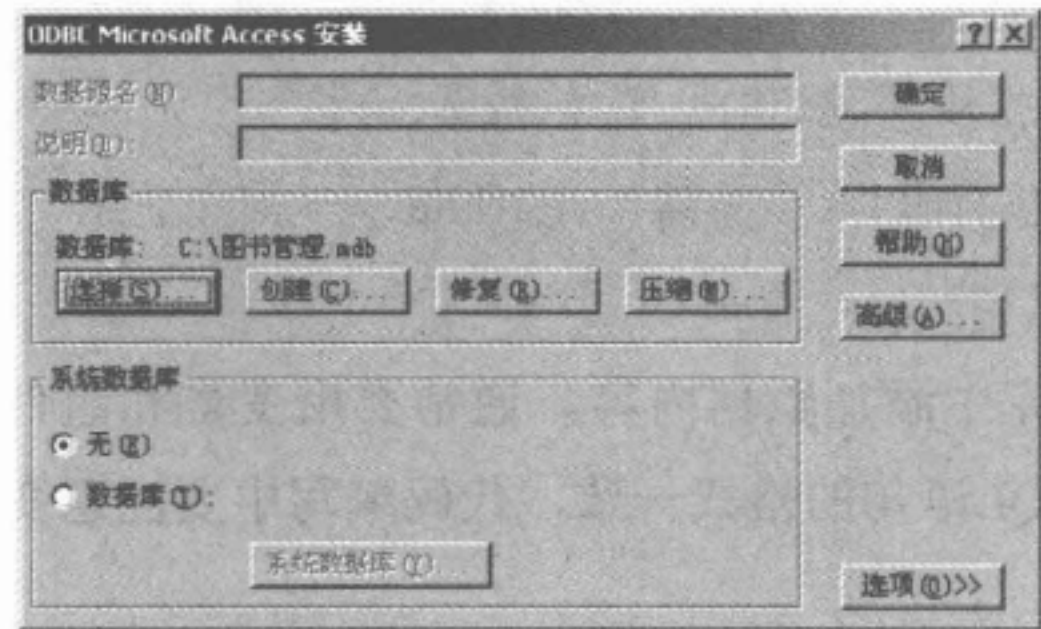 ODBC Microsoft Access 安装
数据源名(N)
说明(D):
数据库
数据库: C:\图书管理.mdb
选择(S)... 创建(C)... 修复(R)... 压缩(M)...
系统数据库
无(E)
数据库(T):
系统数据库(Y)...
确定
取消
帮助(H)
高级(A)...
选项(O)>>